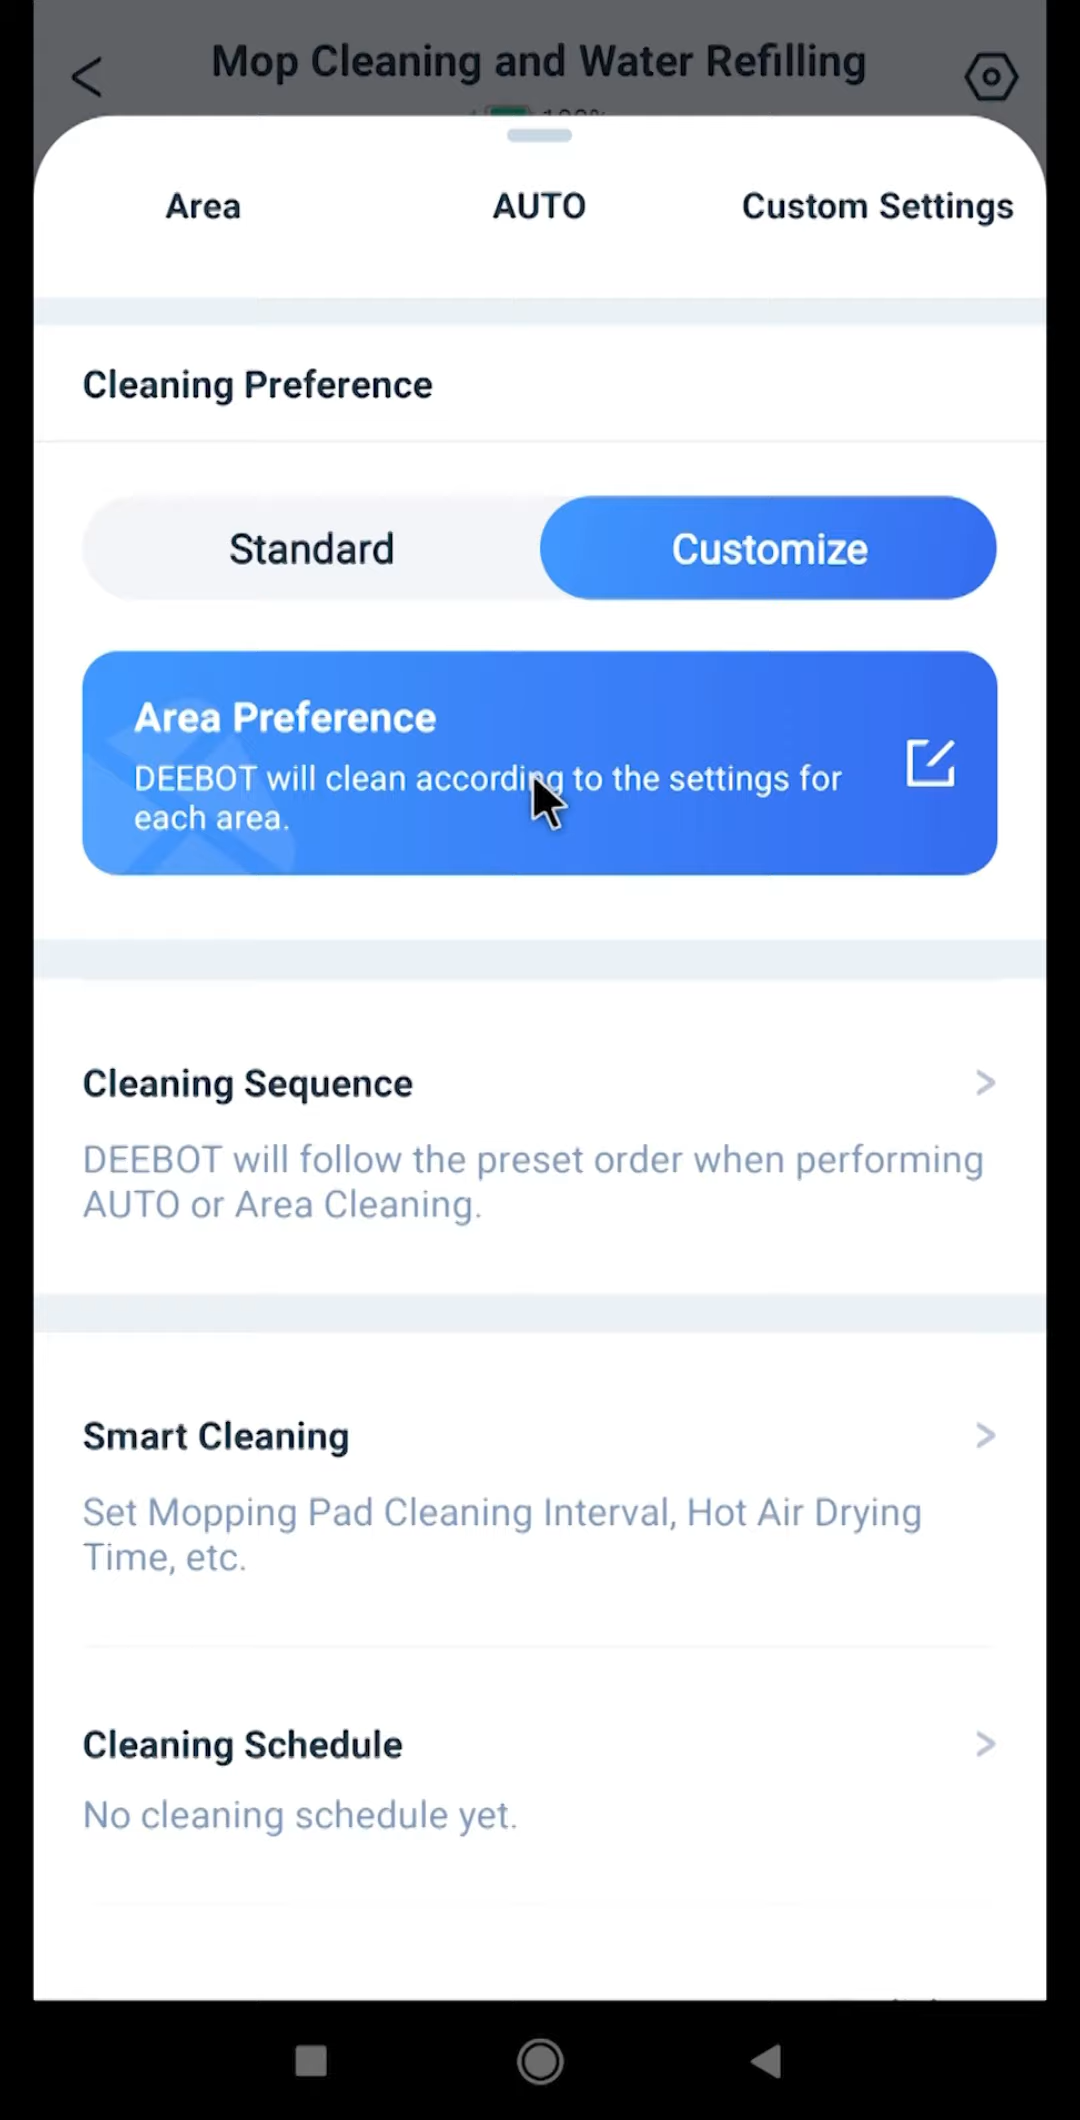 Mop Cleaning and Water Refilling
Area
AUTO
Custom Settings
Cleaning Preference
Standard
Customize
Area Preference
DEEBOT will clean according to the settings for
each area.
Cleaning Sequence
DEEBOT will follow the preset order when performing
AUTO or Area Cleaning.
Smart Cleaning
Set Mopping Pad Cleaning Interval, Hot Air Drying
Time, etc.
Cleaning Schedule
No cleaning schedule yet.